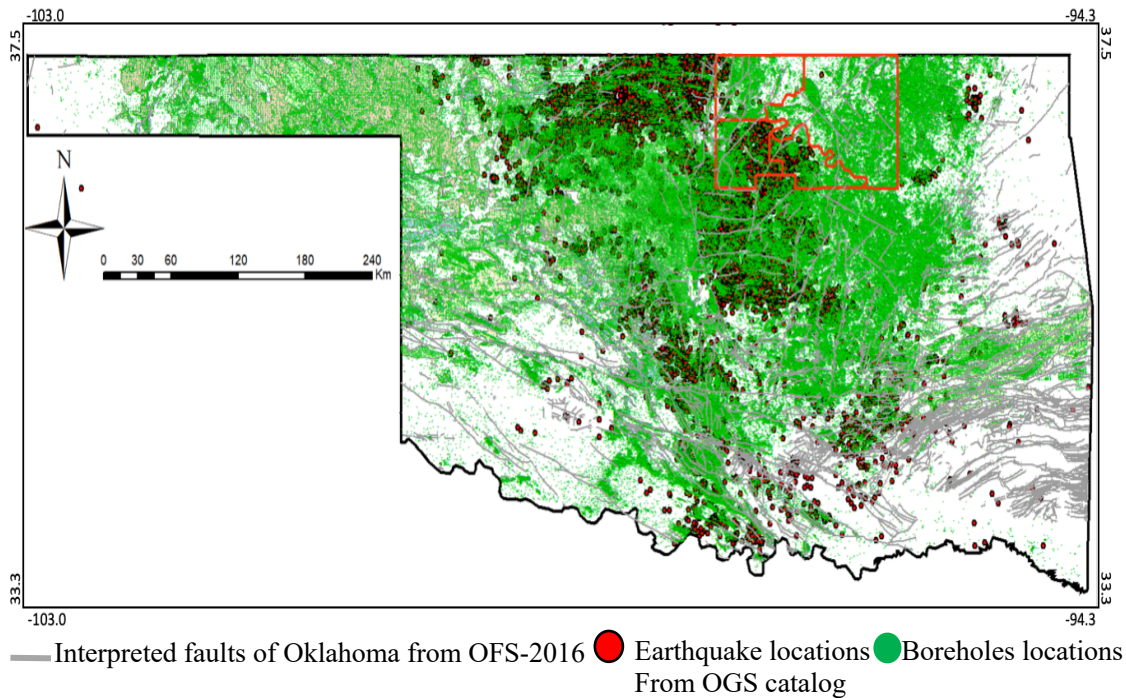 -103.0
-94.3
37.5
37.5
N
0 30 60 120 180 240
Km
33.3
33.3
-103.0
-94.3
Interpreted faults of Oklahoma from OFS-2016 Earthquake locations Boreholes locations
From OGS catalog